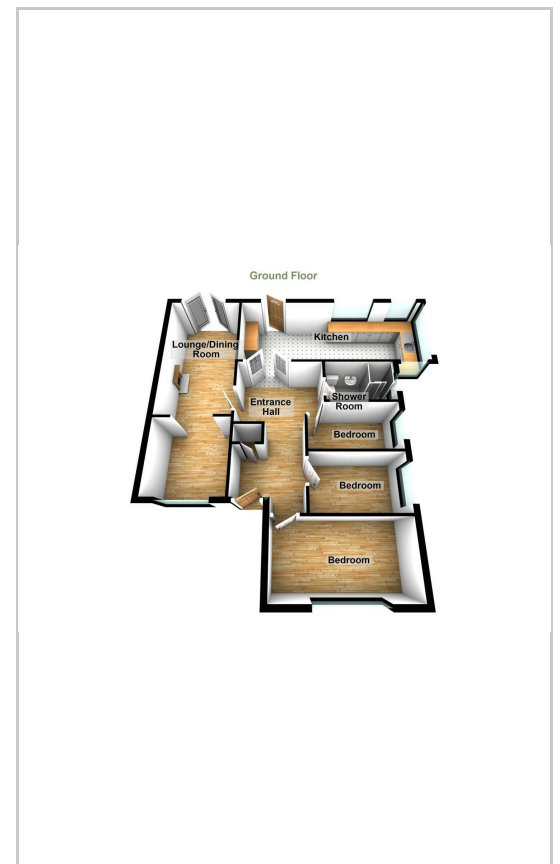 Ground Floor
Lounge/Dining
Room
Kitchen
Entrance
Hall
Shower
Room
Bedroom
Bedroom
Bedroom